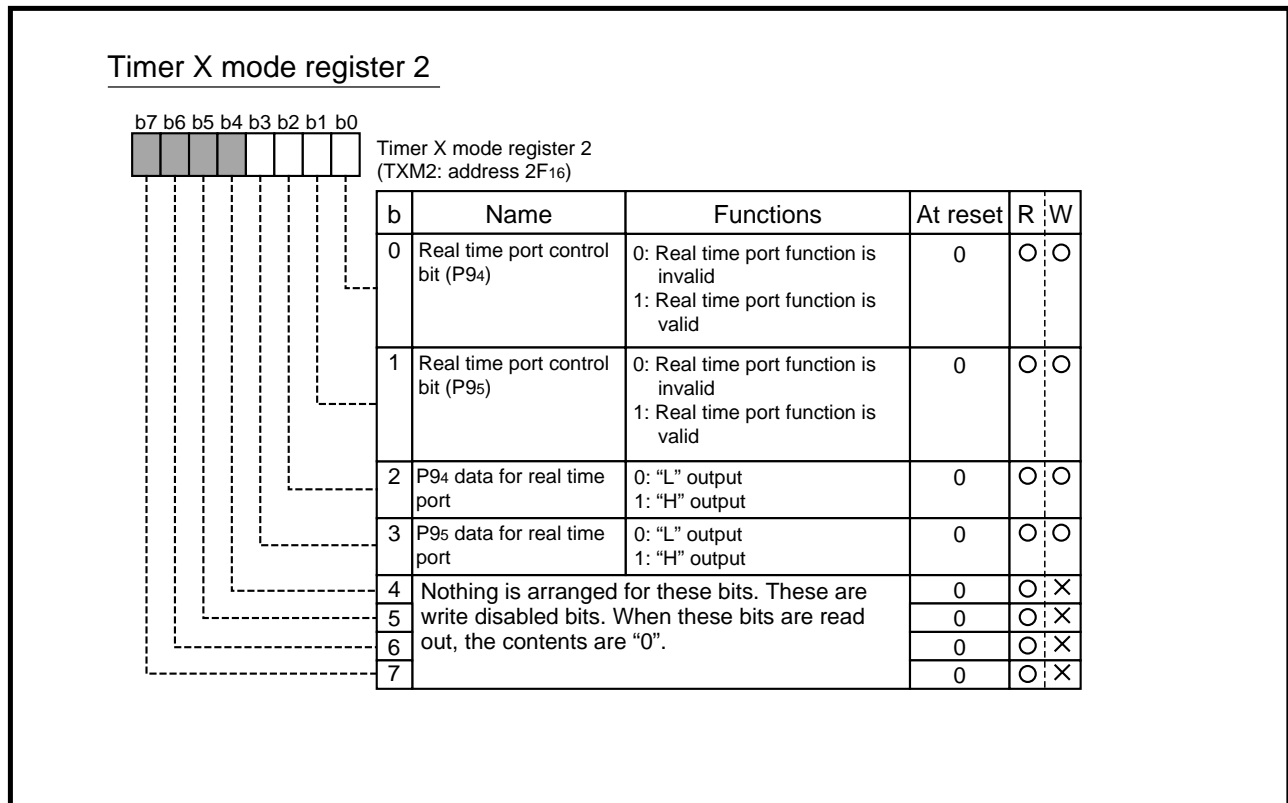 Timer X mode register 2
b7 b6 b5 b4 b3 b2 b1 b0
Timer X mode register 2
(TXM2: address 2F16)
b Name Functions At reset R W
0 Real time port control bit (P94) 0: Real time port function is invalid 1: Real time port function is valid 0 O O
1 Real time port control bit (P95) 0: Real time port function is invalid 1: Real time port function is valid 0 O O
2 P94 data for real time port 0: “L” output 1: “H” output 0 O O
3 P95 data for real time port 0: “L” output 1: “H” output 0 O O
4 Nothing is arranged for these bits. These are 0 O ×
5 write disabled bits. When these bits are read 0 O ×
6 out, the contents are “0”. 0 O ×
7 0 O ×